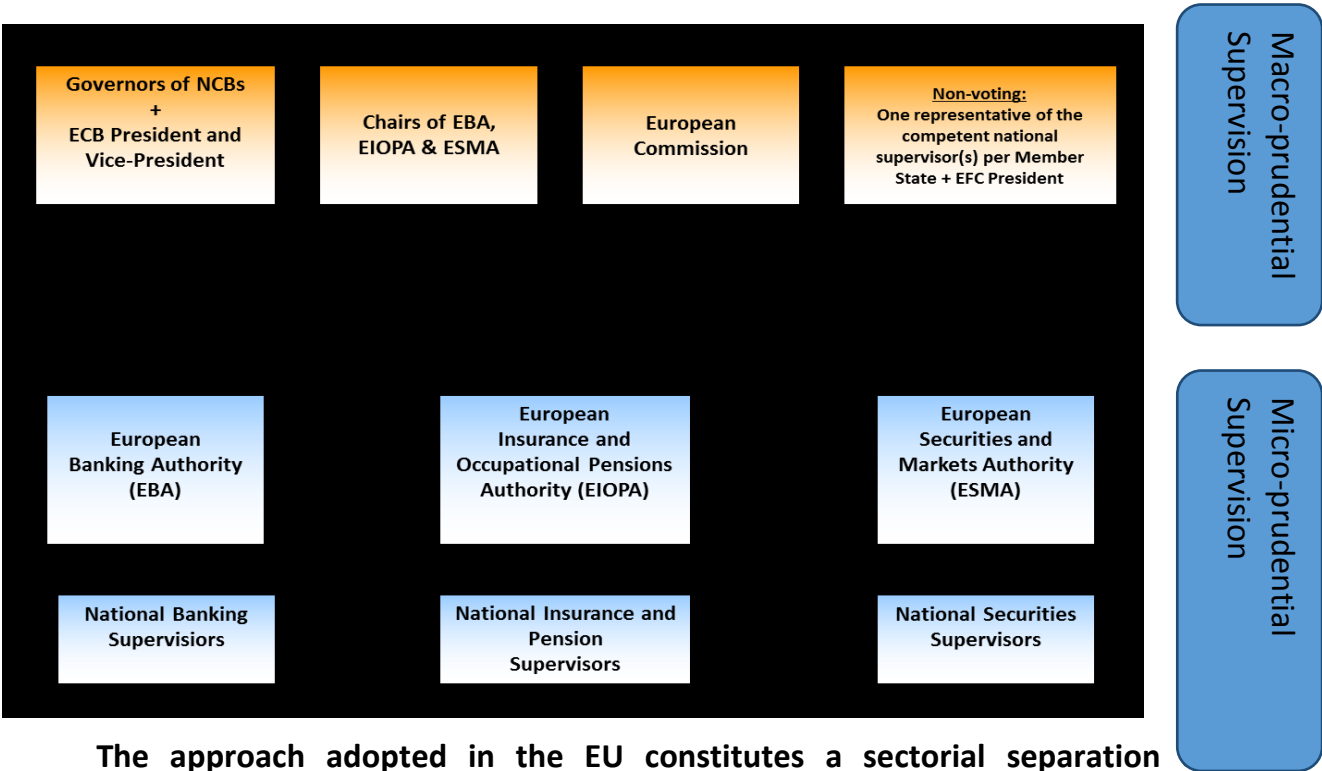 Governors of NCBs
+
ECB President and
Vice-President
Chairs of EBA,
EIOPA & ESMA
European
Commission
Non-voting:
One representative of the
competent national
supervisor(s) per Member
State + EFC President
Macro-prudential
Supervision
European
Banking Authority
(EBA)
European
Insurance and
Occupational Pensions
Authority (EIOPA)
European
Securities and
Markets Authority
(ESMA)
Micro-prudential
Supervision
National Banking
Supervisiors
National Insurance and
Pension
Supervisors
National Securities
Supervisors
The approach adopted in the EU constitutes a sectorial separation